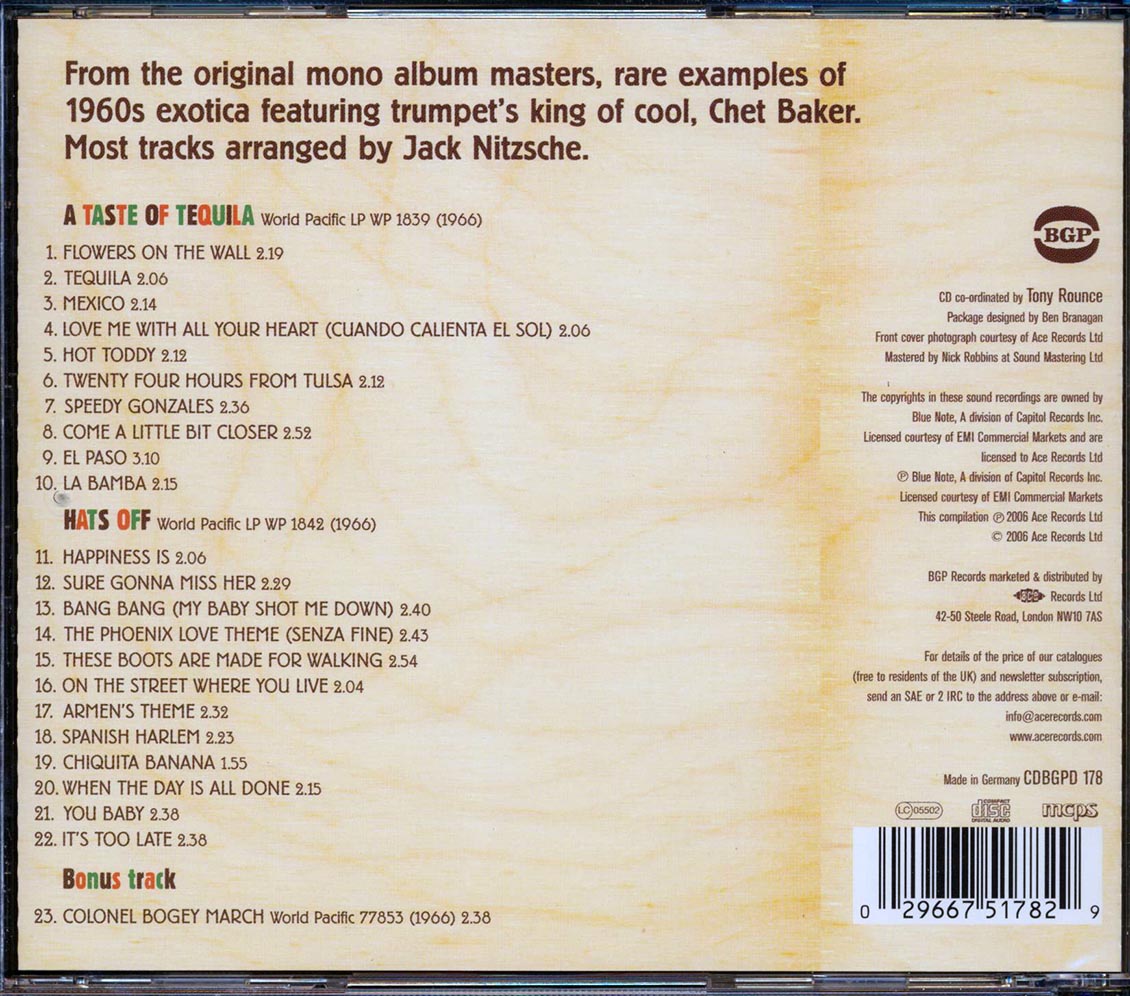 From the original mono album masters, rare examples of
1960s exotica featuring trumpet's king of cool, Chet Baker.
Most tracks arranged by Jack Nitzsche.
A TASTE OF TEQUILA World Pacific LP WP 1839 (1966)
1. FLOWERS ON THE WALL 2.19
2. TEQUILA 2.06
3. MEXICO 2.14
4. LOVE ME WITH ALL YOUR HEART (CUANDO CALIENTA EL SOL) 2.06
5. HOT TODDY 2.12
6. TWENTY FOUR HOURS FROM TULSA 2.12
7. SPEEDY GONZALES 2.36
8. COME A LITTLE BIT CLOSER 2.52
9. EL PASO 3.10
10. LA BAMBA 2.15
HATS OFF World Pacific LP WP 1842 (1966)
11. HAPPINESS IS 2.06
12. SURE GONNA MISS HER 2.29
13. BANG BANG (MY BABY SHOT ME DOWN) 2.40
14. THE PHOENIX LOVE THEME (SENZA FINE) 2.43
15. THESE BOOTS ARE MADE FOR WALKING 2.54
16. ON THE STREET WHERE YOU LIVE 2.04
17. ARMEN'S THEME 2.32
18. SPANISH HARLEM 2.23
19. CHIQUITA BANANA 1.55
20. WHEN THE DAY IS ALL DONE 2.15
21. YOU BABY 2.38
22. IT'S TOO LATE 2.38
Bonus track
23. COLONEL BOGEY MARCH World Pacific 77853 (1966) 2.38
BGP
CD co-ordinated by Tony Rounce
Package designed by Ben Branagan
Front cover photograph courtesy of Ace Records Ltd
Mastered by Nick Robbins at Sound Mastering Ltd
The copyrights in these sound recordings are owned by
Blue Note, A division of Capitol Records Inc.
Licensed courtesy of EMI Commercial Markets and are
licensed to Ace Records Ltd
℗ Blue Note, A division of Capitol Records Inc.
Licensed courtesy of EMI Commercial Markets
This compilation ℗ 2006 Ace Records Ltd
© 2006 Ace Records Ltd
BGP Records marketed & distributed by
ace Records Ltd
42-50 Steele Road, London NW10 7AS
For details of the price of our catalogues
(free to residents of the UK) and newsletter subscription,
send an SAE or 2 IRC to the address above or e-mail:
info@acerecords.com
www.acerecords.com
Made in Germany CDBGPD 178
LC 05502 COMPACT disc DIGITAL AUDIO mcps
0 29667 51782 9